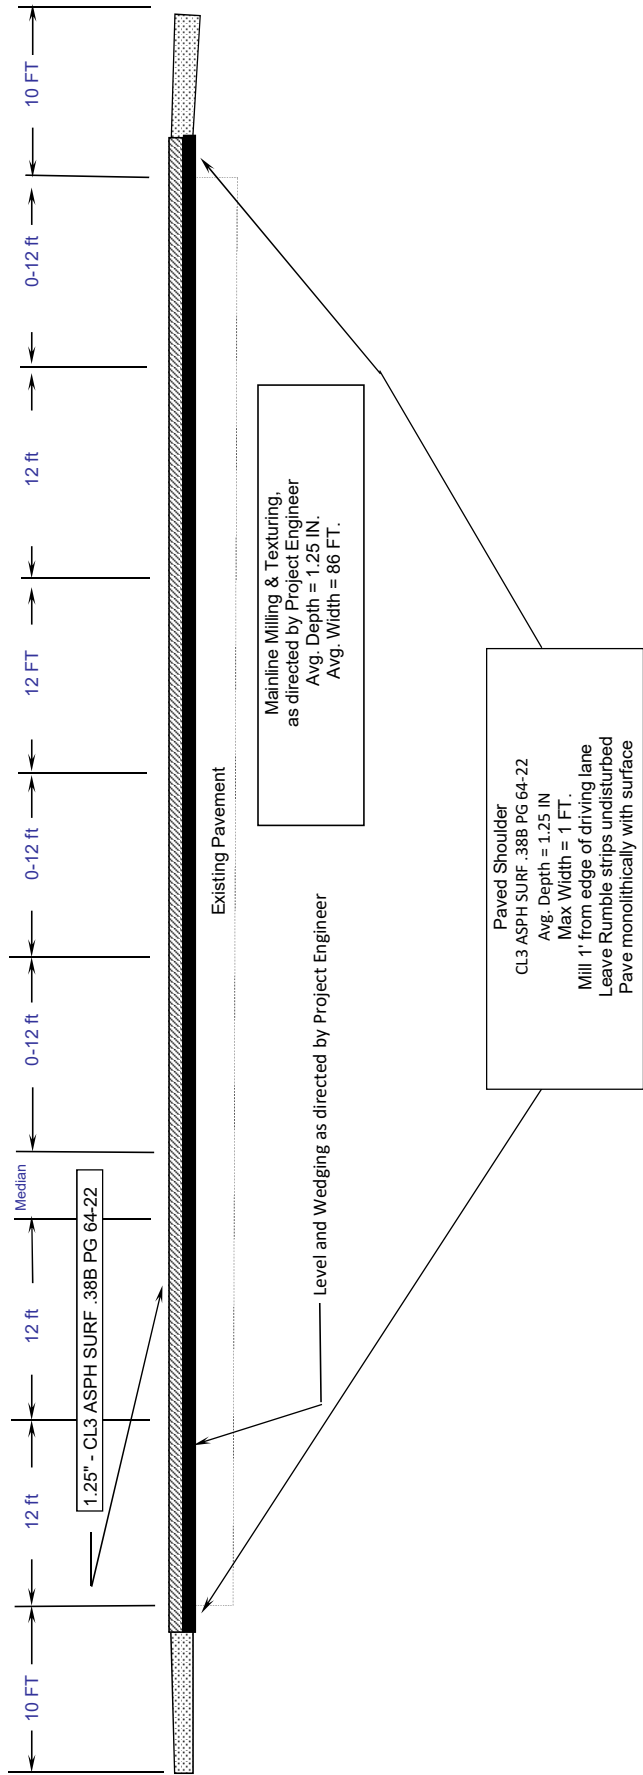 10 FT
12 ft
12 ft
Median
0-12 ft
0-12 ft
12 FT
12 ft
0-12 ft
10 FT
1.25" - CL3 ASPH SURF .38B PG 64-22
Existing Pavement
Level and Wedging as directed by Project Engineer
Mainline Milling & Texturing,
as directed by Project Engineer
Avg. Depth = 1.25 IN.
Avg. Width = 86 FT.
Paved Shoulder
CL3 ASPH SURF .38B PG 64-22
Avg. Depth = 1.25 IN
Max Width = 1 FT.
Mill 1' from edge of driving lane
Leave Rumble strips undisturbed
Pave monolithically with surface